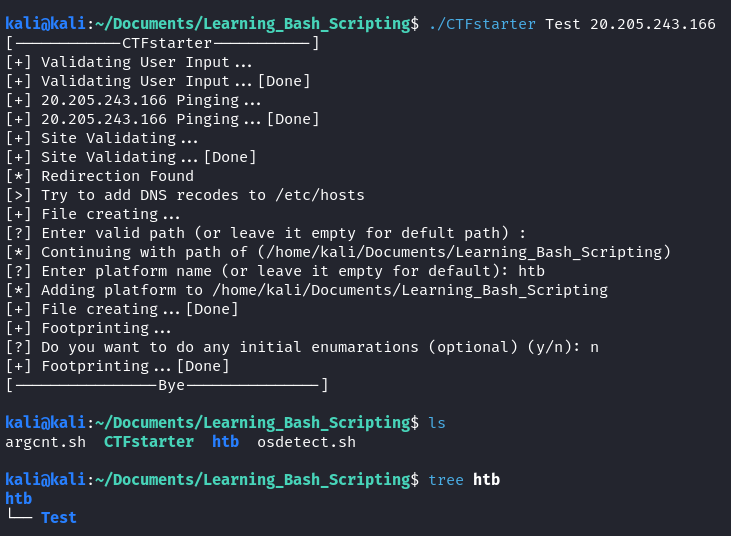 kali@kali:~/Documents/Learning_Bash_Scripting$ ./CTFstarter Test 20.205.243.166
[------------CTFstarter-----------]
[+] Validating User Input...
[+] Validating User Input...[Done]
[+] 20.205.243.166 Pinging...
[+] 20.205.243.166 Pinging...[Done]
[+] Site Validating...
[+] Site Validating...[Done]
[*] Redirection Found
[>] Try to add DNS recodes to /etc/hosts
[+] File creating...
[?] Enter valid path (or leave it empty for defult path) :
[*] Continuing with path of (/home/kali/Documents/Learning_Bash_Scripting)
[?] Enter platform name (or leave it empty for default): htb
[*] Adding platform to /home/kali/Documents/Learning_Bash_Scripting
[+] File creating...[Done]
[+] Footprinting...
[?] Do you want to do any initial enumarations (optional) (y/n): n
[+] Footprinting...[Done]
[----------------Bye---------------]
kali@kali:~/Documents/Learning_Bash_Scripting$ ls
argcnt.sh  CTFstarter  htb  osdetect.sh
kali@kali:~/Documents/Learning_Bash_Scripting$ tree htb
htb
└── Test